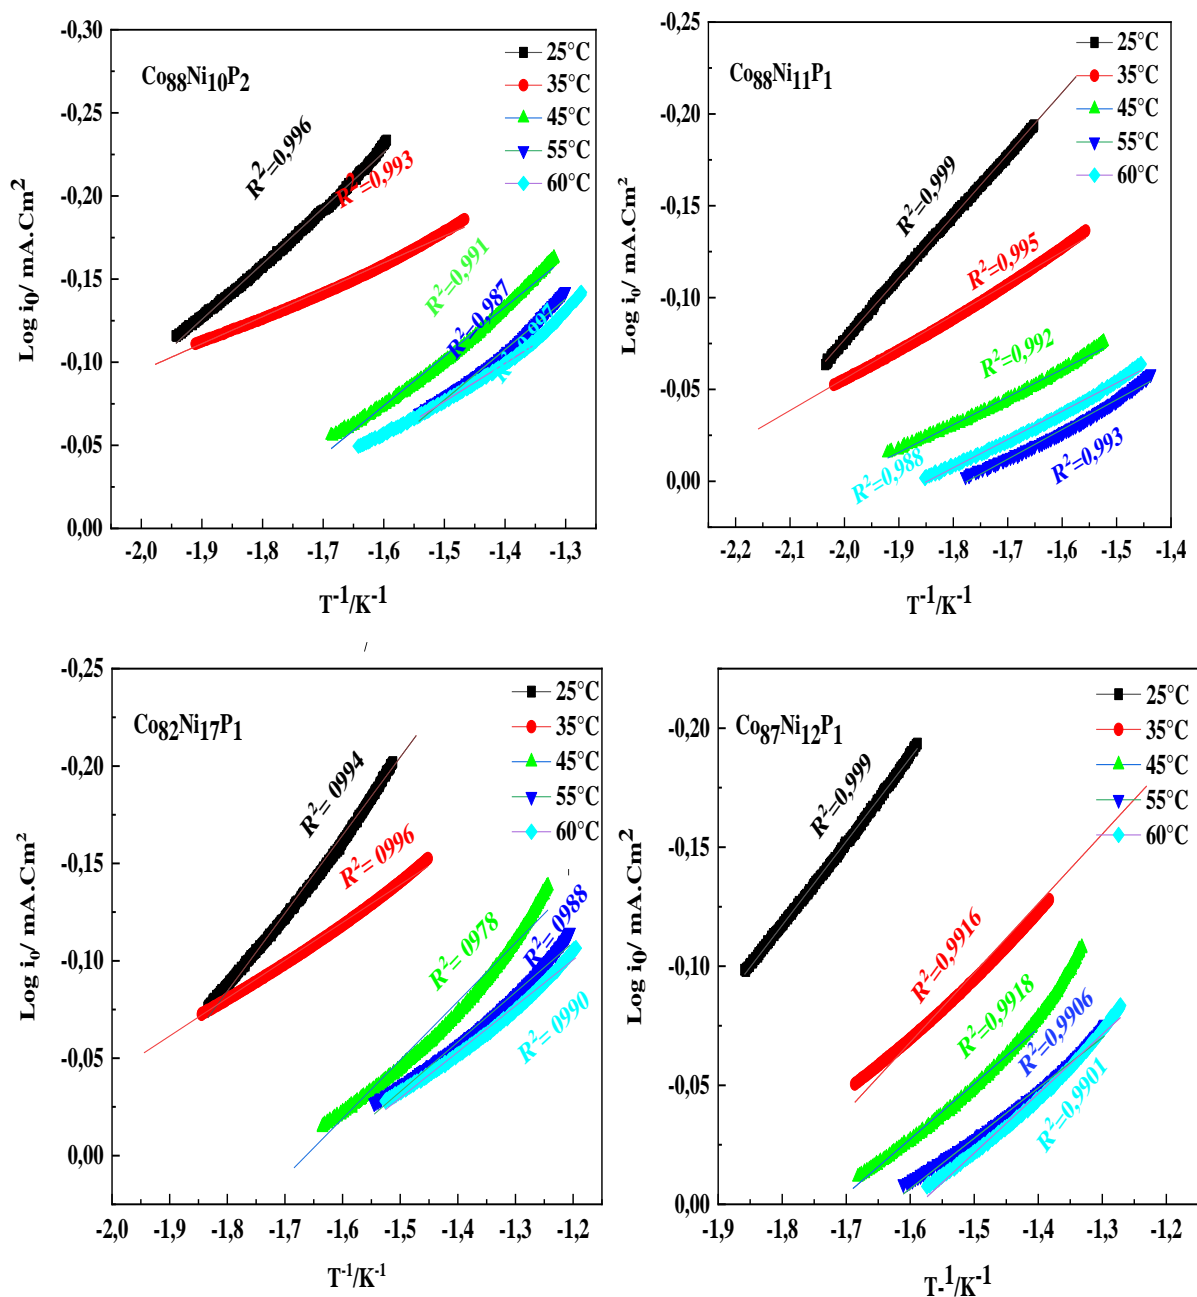 Co88Ni10P2
25°C
35°C
45°C
55°C
60°C
R²=0,996
R²=0,993
R²=0,991
R²=0,987
R²=0,997
-0,30
-0,25
-0,20
-0,15
-0,10
-0,05
0,00
Log i0/ mA.Cm²
-2,0 -1,9 -1,8 -1,7 -1,6 -1,5 -1,4 -1,3
T-1/K-1
Co88Ni11P1
25°C
35°C
45°C
55°C
60°C
R²=0,999
R²=0,995
R²=0,992
R²=0,988
R²=0,993
-0,25
-0,20
-0,15
-0,10
-0,05
0,00
Log i0/ mA.Cm²
-2,2 -2,1 -2,0 -1,9 -1,8 -1,7 -1,6 -1,5 -1,4
T-1/K-1
Co82Ni17P1
25°C
35°C
45°C
55°C
60°C
R²= 0994
R²= 0996
R²= 0978
R²= 0988
R²= 0990
-0,25
-0,20
-0,15
-0,10
-0,05
0,00
Log i0/ mA.Cm²
-2,0 -1,9 -1,8 -1,7 -1,6 -1,5 -1,4 -1,3 -1,2
T-1/K-1
Co87Ni12P1
25°C
35°C
45°C
55°C
60°C
R²=0,999
R²=0,9916
R²=0,9918
R²=0,9906
R²=0,9901
-0,20
-0,15
-0,10
-0,05
0,00
Log i0/ mA.Cm²
-1,9 -1,7 -1,6 -1,5 -1,4 -1,3 -1,2
T-1/K-1